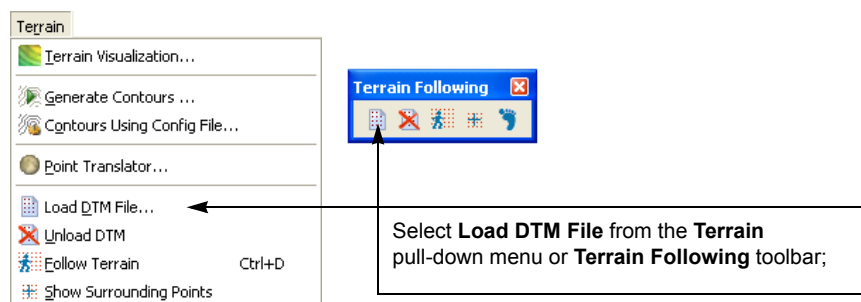 Terrain
Terrain Visualization...
Generate Contours ...
Contours Using Config File...
Point Translator...
Load DTM File...
Unload DTM
Follow Terrain Ctrl+D
Show Surrounding Points
Terrain Following
Select Load DTM File from the Terrain
pull-down menu or Terrain Following toolbar;